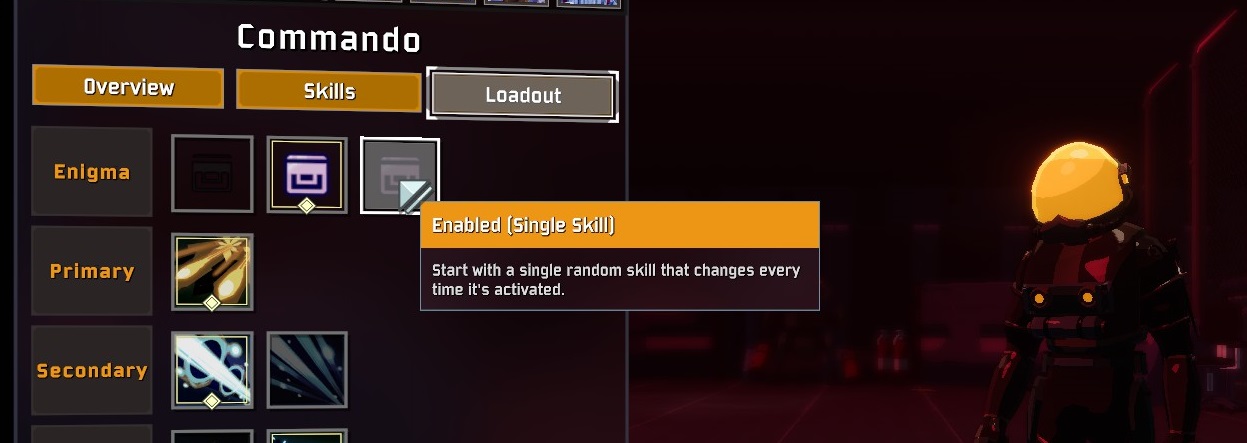 Commando
Overview
Skills
Loadout
Enigma
Enabled (Single Skill)
Start with a single random skill that changes every
time it's activated.
Primary
Secondary